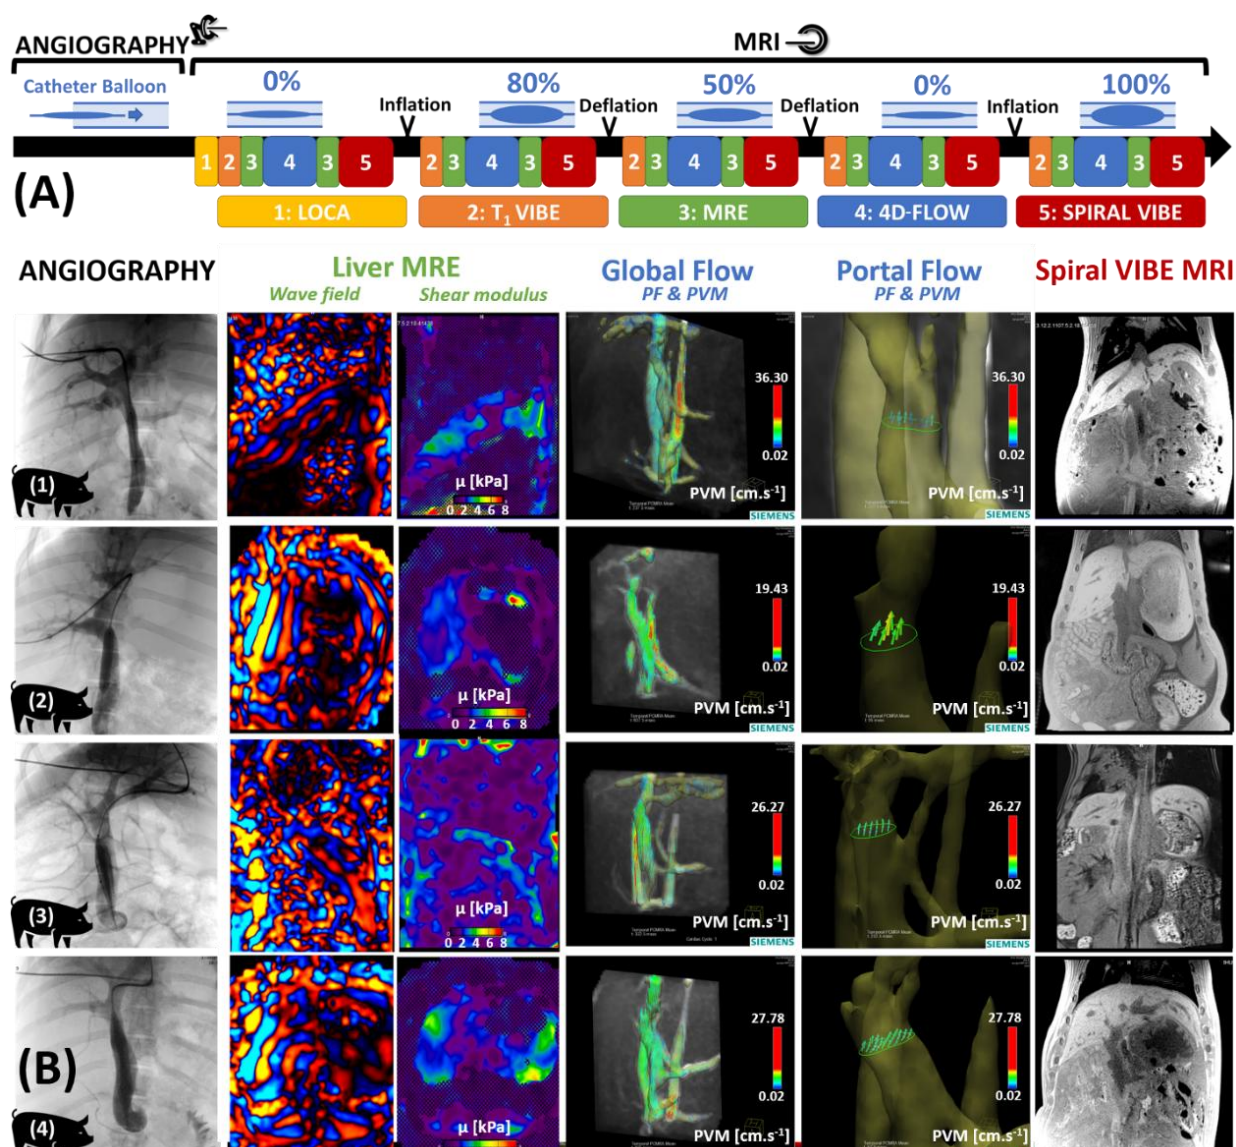 ANGIOGRAPHY
MRI
Catheter Balloon
0%
80%
50%
0%
100%
Inflation
Deflation
Deflation
Inflation
1 2 3 4 3 5
2 3 4 3 5
2 3 4 3 5
2 3 4 3 5
2 3 4 3 5
(A)
1: LOCA
2: T₁ VIBE
3: MRE
4: 4D-FLOW
5: SPIRAL VIBE
ANGIOGRAPHY
Liver MRE
Wave field
Shear modulus
Global Flow
PF & PVM
Portal Flow
PF & PVM
Spiral VIBE MRI
(1)
μ [kPa]
0 2 4 6 8
36.30
0.02
PVM [cm.s⁻¹]
SIEMENS
36.30
0.02
PVM [cm.s⁻¹]
SIEMENS
(2)
μ [kPa]
0 2 4 6 8
19.43
0.02
PVM [cm.s⁻¹]
SIEMENS
19.43
0.02
PVM [cm.s⁻¹]
SIEMENS
(3)
μ [kPa]
0 2 4 6 8
26.27
0.02
PVM [cm.s⁻¹]
SIEMENS
26.27
0.02
PVM [cm.s⁻¹]
SIEMENS
(B)
(4)
μ [kPa]
0 2 4 6 8
27.78
0.02
PVM [cm.s⁻¹]
27.78
0.02
PVM [cm.s⁻¹]